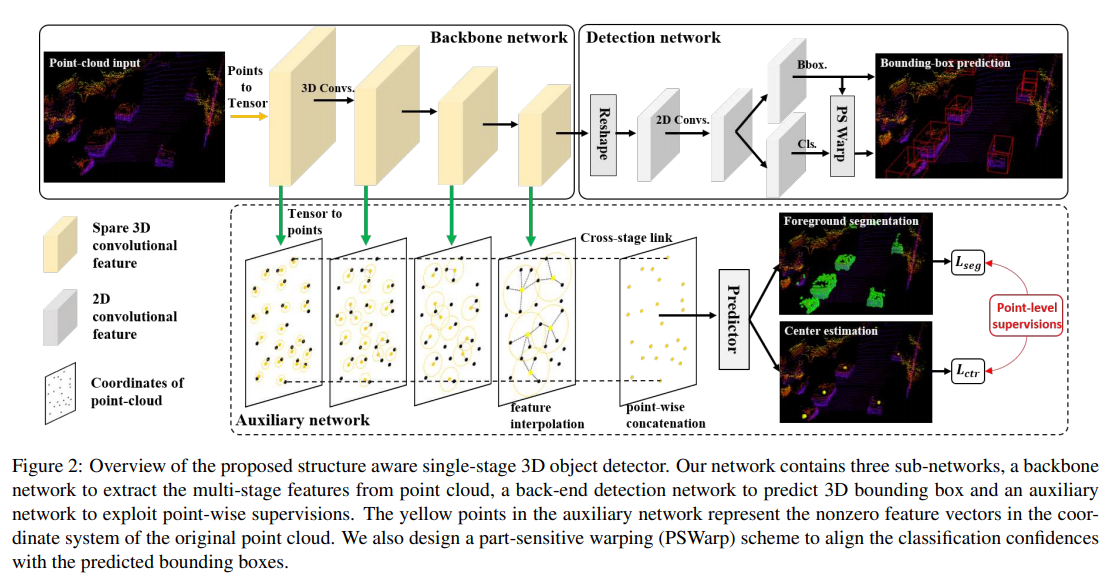 Backbone network
Detection network
Point-cloud input
Points
to
Tensor
3D Convs.
Reshape
2D Convs.
Bbox.
Cls.
PS Warp
Bounding-box prediction
Spare 3D
convolutional
feature
2D
convolutional
feature
Coordinates of
point-cloud
Tensor to
points
Cross-stage link
feature
interpolation
point-wise
concatenation
Auxiliary network
Predictor
Foreground segmentation
Center estimation
Lseg
Lctr
Point-level
supervisions
Figure 2: Overview of the proposed structure aware single-stage 3D object detector. Our network contains three sub-networks, a backbone
network to extract the multi-stage features from point cloud, a back-end detection network to predict 3D bounding box and an auxiliary
network to exploit point-wise supervisions. The yellow points in the auxiliary network represent the nonzero feature vectors in the coor-
dinate system of the original point cloud. We also design a part-sensitive warping (PSWarp) scheme to align the classification confidences
with the predicted bounding boxes.